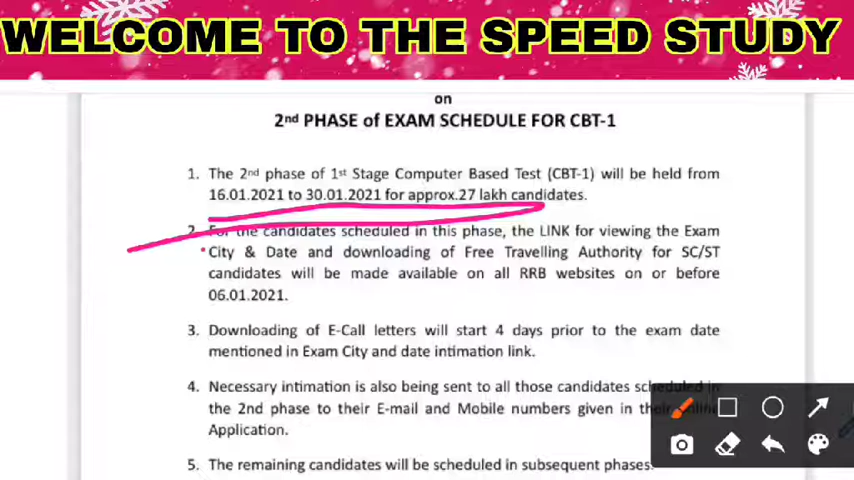 WELCOME TO THE SPEED STUDY
on
2nd PHASE of EXAM SCHEDULE FOR CBT-1
1. The 2nd phase of 1st Stage Computer Based Test (CBT-1) will be held from
16.01.2021 to 30.01.2021 for approx.27 lakh candidates.
2. For the candidates scheduled in this phase, the LINK for viewing the Exam
City & Date and downloading of Free Travelling Authority for SC/ST
candidates will be made available on all RRB websites on or before
06.01.2021.
3. Downloading of E-Call letters will start 4 days prior to the exam date
mentioned in Exam City and date intimation link.
4. Necessary intimation is also being sent to all those candidates scheduled in
the 2nd phase to their E-mail and Mobile numbers given in their Online
Application.
5. The remaining candidates will be scheduled in subsequent phases.